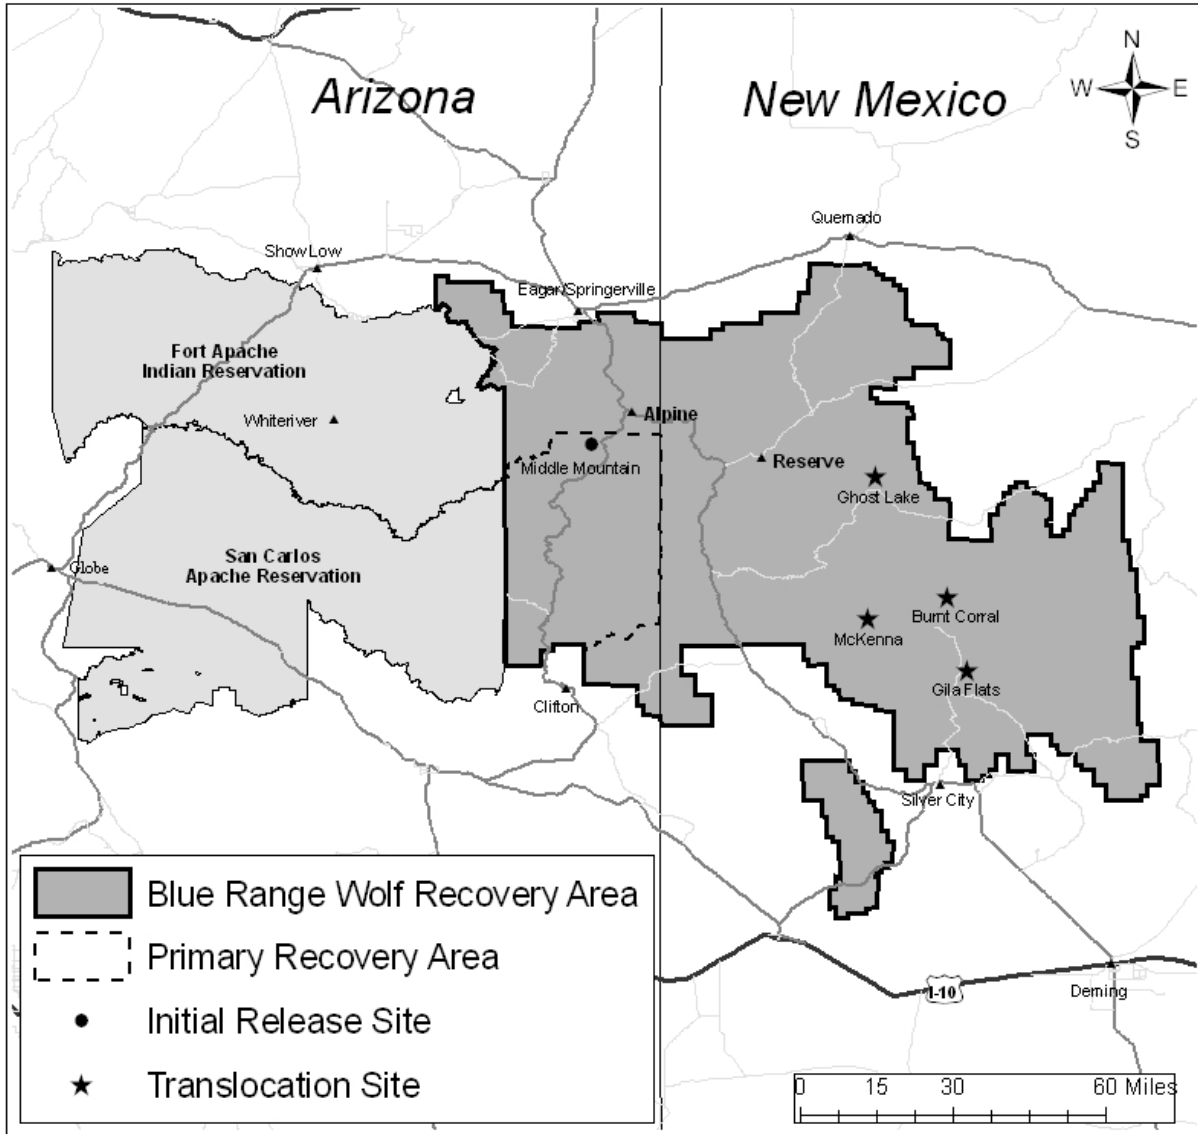 Arizona
New Mexico
N
W
E
S
Quemado
Show Low
Eagar/Springerville
Fort Apache
Indian Reservation
Whiteriver
Alpine
Middle Mountain
Reserve
Ghost Lake
San Carlos
Apache Reservation
Globe
Burnt Corral
McKenna
Gila Flats
Clifton
Silver City
Blue Range Wolf Recovery Area
Primary Recovery Area
Initial Release Site
Translocation Site
I-10
Deming
0 15 30 60 Miles